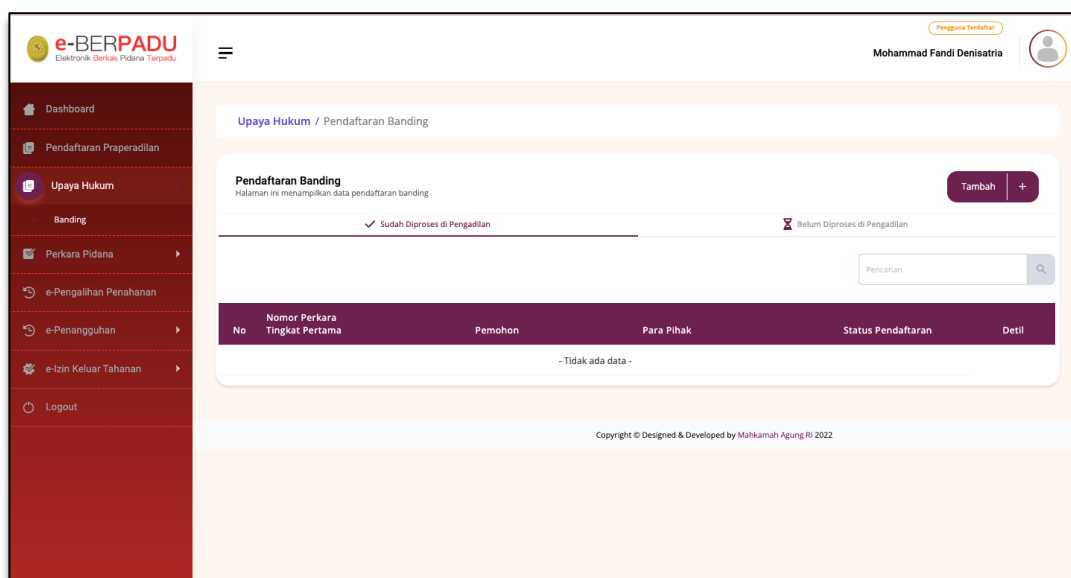 e-BERPADU
Elektronik Berkas Pidana Terpadu
Pengguna Terdaftar
Mohammad Fandi Denisatria
Dashboard
Pendaftaran Praperadilan
Upaya Hukum
Banding
Perkara Pidana
e-Pengalihan Penahanan
e-Penangguhan
e-Izin Keluar Tahanan
Logout
Upaya Hukum / Pendaftaran Banding
Pendaftaran Banding
Halaman ini menampilkan data pendaftaran banding
Tambah +
Sudah Diproses di Pengadilan
Belum Diproses di Pengadilan
Pencarian
No Nomor Perkara Tingkat Pertama Pemohon Para Pihak Status Pendaftaran Detil
- Tidak ada data -
Copyright © Designed & Developed by Mahkamah Agung RI 2022